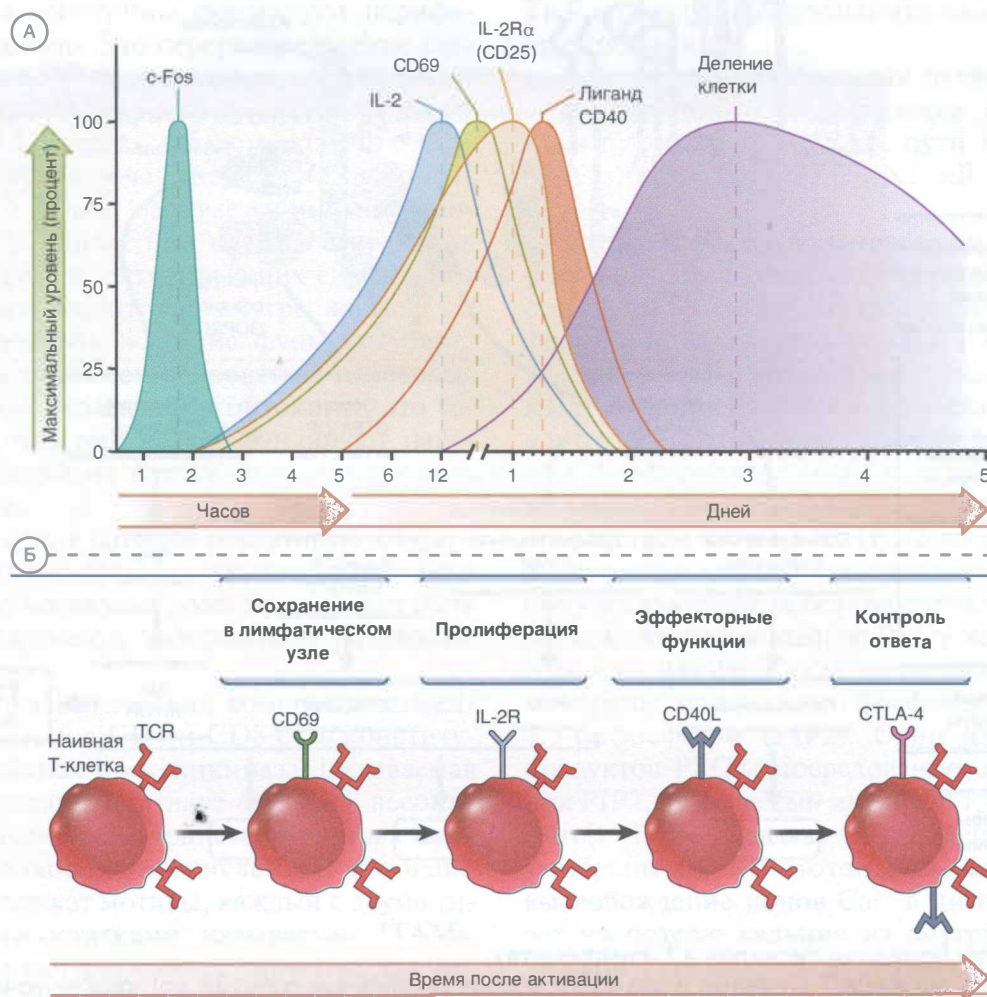 А
IL-2Rα
(CD25)
c-Fos
CD69
IL-2
Лиганд
CD40
Деление
клетки
Максимальный уровень (процент)
100
75
50
25
0
1 2 3 4 5 12 1 2 3 4 5
Часов
Дней
Б
Сохранение
в лимфатическом
узле
Пролиферация
Эффекторные
функции
Контроль
ответа
Наивная
Т-клетка
TCR
CD69
IL-2R
CD40L
CTLA-4
Время после активации